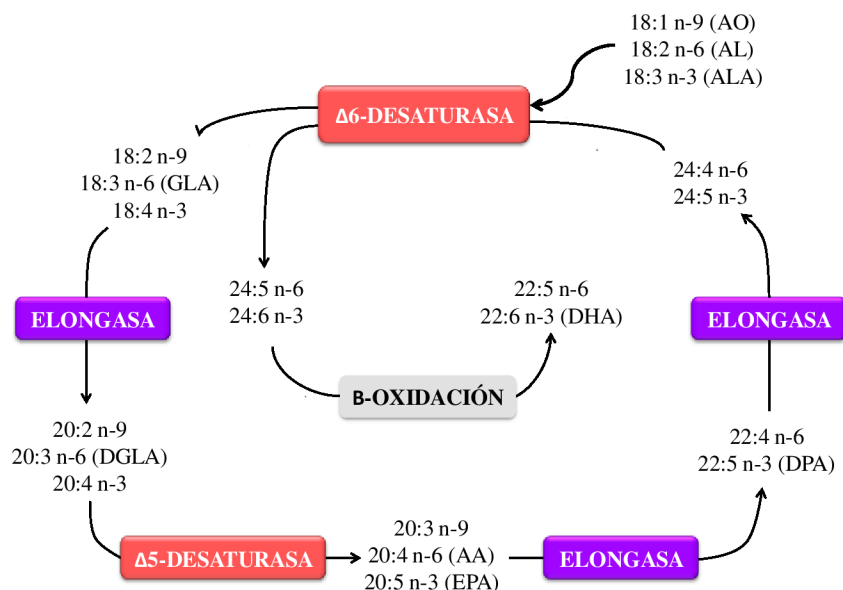 18:1 n-9 (AO)
18:2 n-6 (AL)
18:3 n-3 (ALA)
Δ6-DESATURASA
18:2 n-9
18:3 n-6 (GLA)
18:4 n-3
24:4 n-6
24:5 n-3
24:5 n-6
24:6 n-3
22:5 n-6
22:6 n-3 (DHA)
ELONGASA
ELONGASA
B-OXIDACIÓN
20:2 n-9
20:3 n-6 (DGLA)
20:4 n-3
22:4 n-6
22:5 n-3 (DPA)
Δ5-DESATURASA
20:3 n-9
20:4 n-6 (AA)
20:5 n-3 (EPA)
ELONGASA